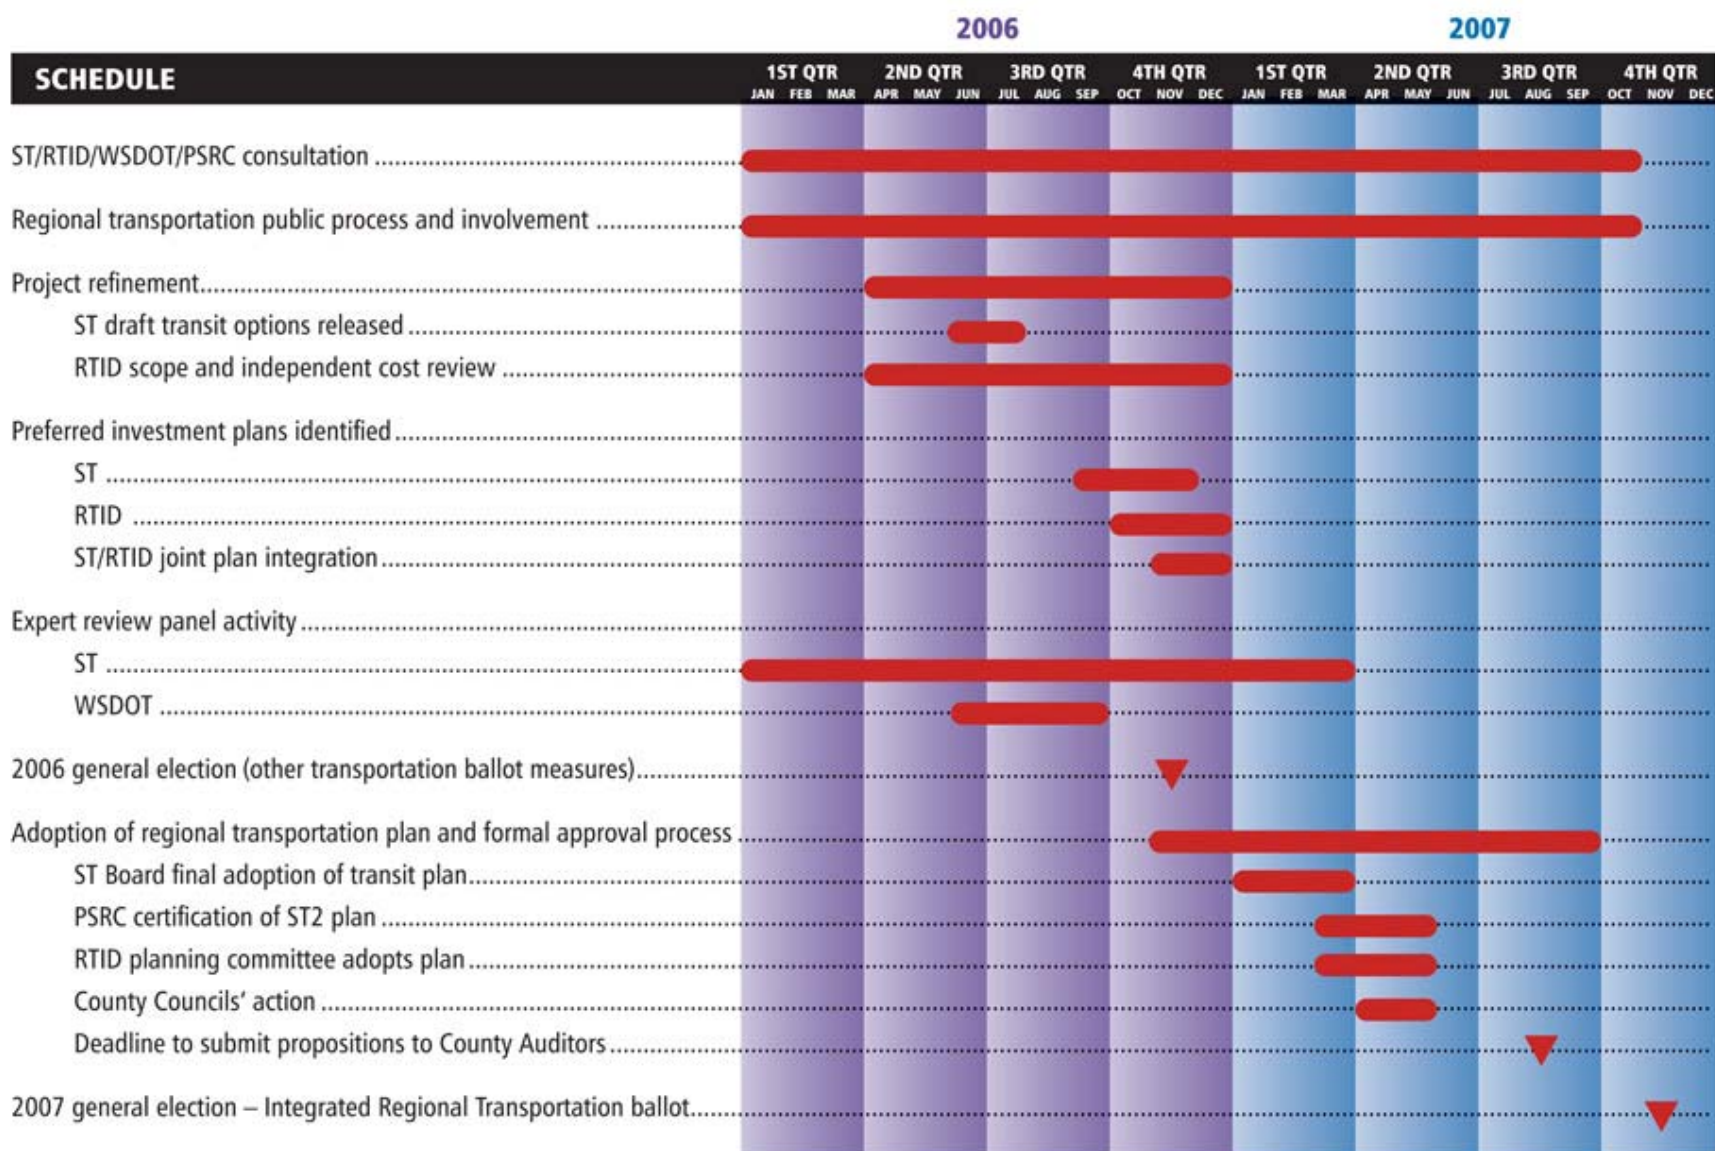 2006 2007
SCHEDULE 1ST QTR 2ND QTR 3RD QTR 4TH QTR 1ST QTR 2ND QTR 3RD QTR 4TH QTR
JAN FEB MAR APR MAY JUN JUL AUG SEP OCT NOV DEC JAN FEB MAR APR MAY JUN JUL AUG SEP OCT NOV DEC
ST/RTID/WSDOT/PSRC consultation
Regional transportation public process and involvement
Project refinement
ST draft transit options released
RTID scope and independent cost review
Preferred investment plans identified
ST
RTID
ST/RTID joint plan integration
Expert review panel activity
ST
WSDOT
2006 general election (other transportation ballot measures)
Adoption of regional transportation plan and formal approval process
ST Board final adoption of transit plan
PSRC certification of ST2 plan
RTID planning committee adopts plan
County Councils’ action
Deadline to submit propositions to County Auditors
2007 general election – Integrated Regional Transportation ballot